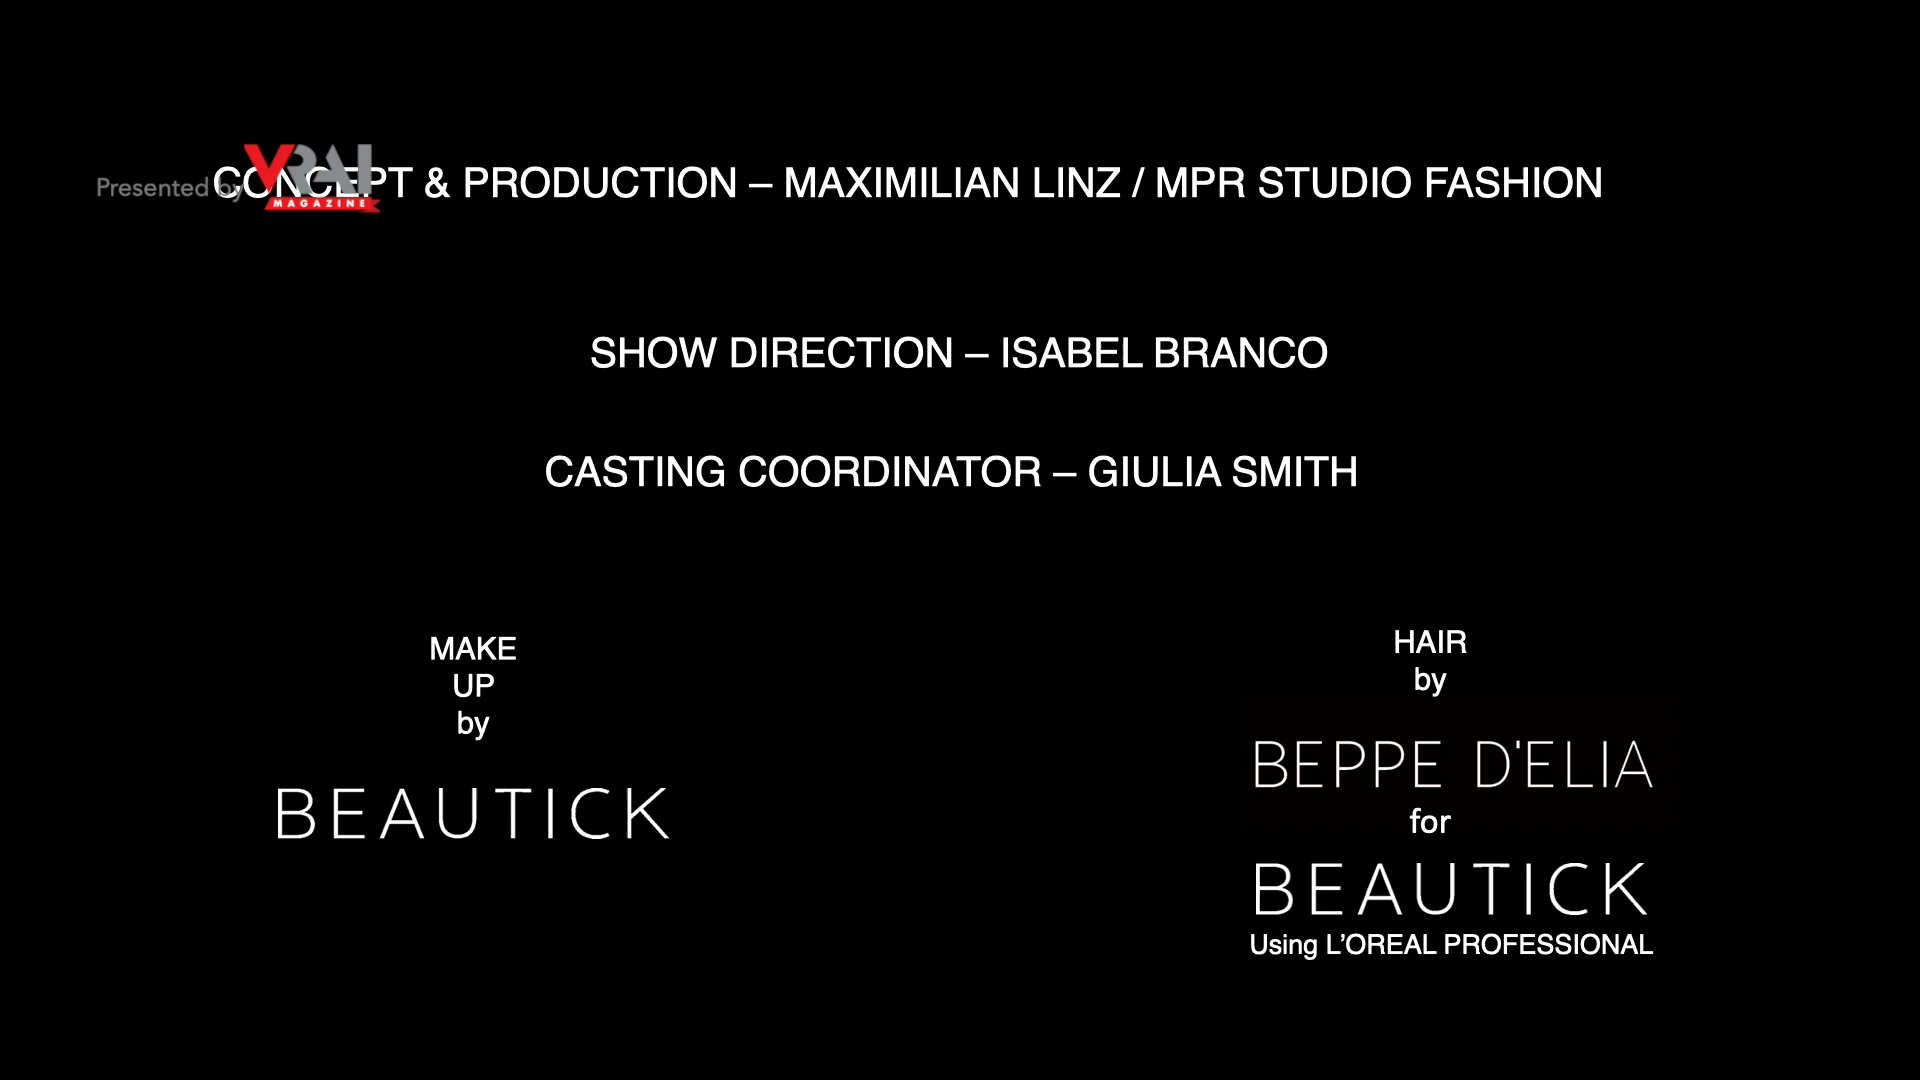 Presented by VRAI MAGAZINE
CONCEPT & PRODUCTION – MAXIMILIAN LINZ / MPR STUDIO FASHION
SHOW DIRECTION – ISABEL BRANCO
CASTING COORDINATOR – GIULIA SMITH
MAKE
UP
by
BEAUTICK
HAIR
by
BEPPE D'ELIA
for
BEAUTICK
Using L’OREAL PROFESSIONAL